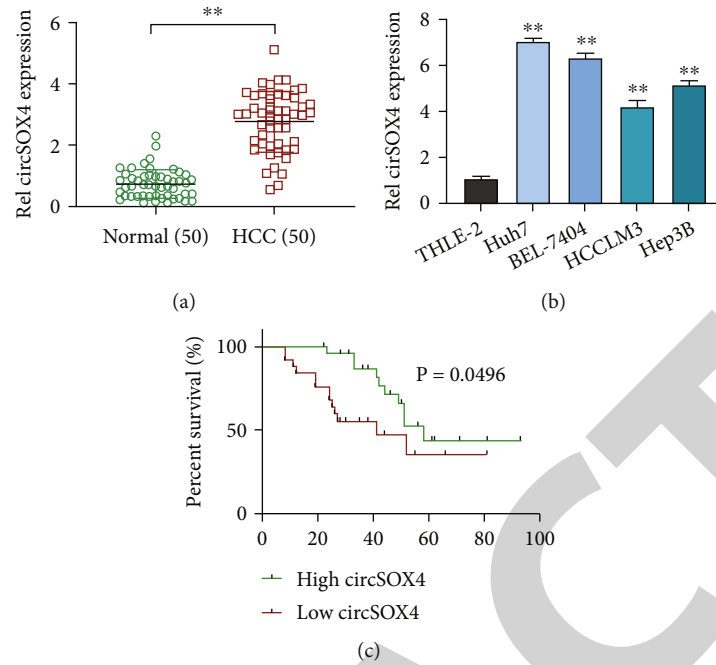 **
Rel circSOX4 expression
6
4
2
0
Normal (50)
HCC (50)
(a)
Rel cirSOX4 expression
8
6
4
2
0
**
**
**
**
THLE-2
Huh7
BEL-7404
HCCLM3
Hep3B
(b)
Percent survival (%)
100
50
0
P = 0.0496
0 20 40 60 80 100
High circSOX4
Low circSOX4
(c)